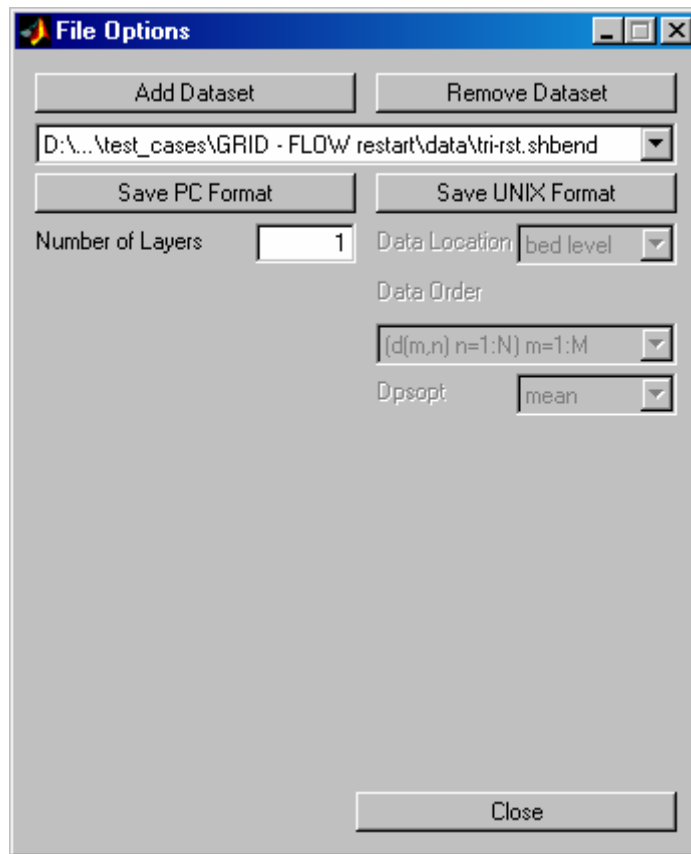 File Options
Add Dataset Remove Dataset
D:\...\test_cases\GRID - FLOW restart\data\tri-rst.shbend
Save PC Format Save UNIX Format
Number of Layers 1 Data Location bed level
Data Order
(d(m,n) n=1:N) m=1:M
Dpsopt mean
Close